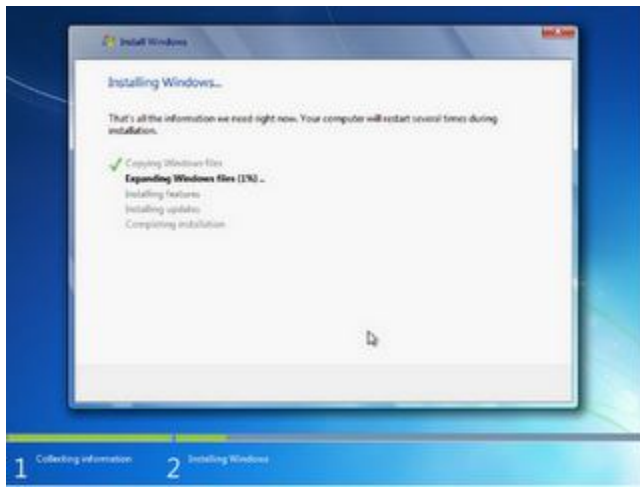 Install Windows
Installing Windows...
That's all the information we need right now. Your computer will restart several times during
installation.
Copying Windows files
Expanding Windows files (1%) ...
Installing features
Installing updates
Completing installation
1 Collecting information
2 Installing Windows